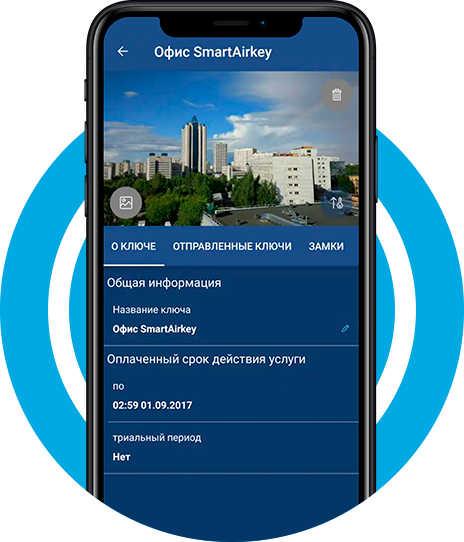 Офис SmartAirkey
О КЛЮЧЕ ОТПРАВЛЕННЫЕ КЛЮЧИ ЗАМКИ
Общая информация
Название ключа
Офис SmartAirkey
Оплаченный срок действия услуги
по
02:59 01.09.2017
триальный период
Нет